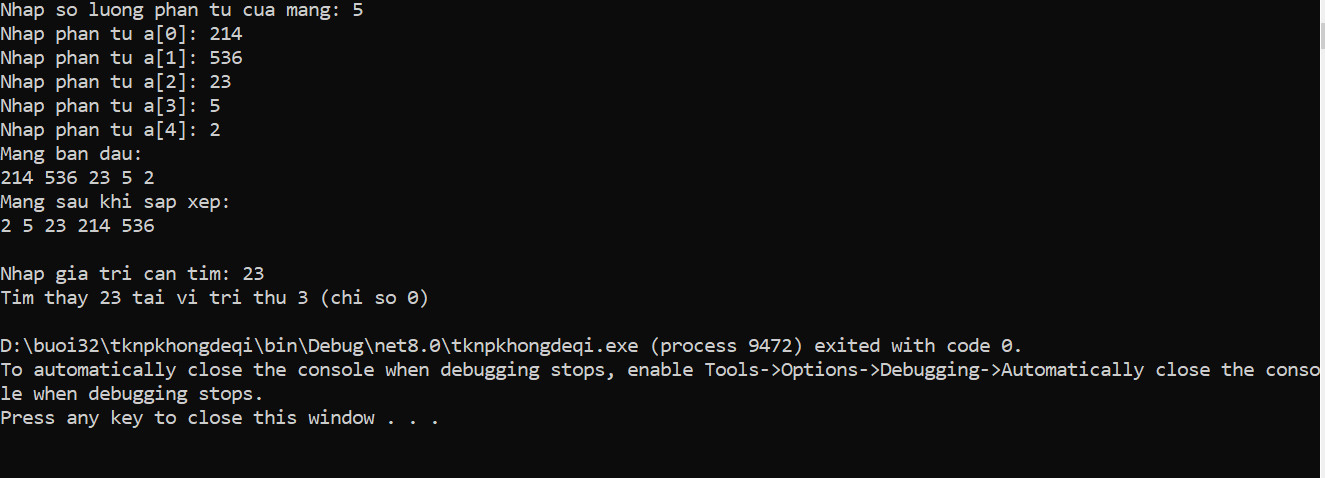 Nhap so luong phan tu cua mang: 5
Nhap phan tu a[0]: 214
Nhap phan tu a[1]: 536
Nhap phan tu a[2]: 23
Nhap phan tu a[3]: 5
Nhap phan tu a[4]: 2
Mang ban dau:
214 536 23 5 2
Mang sau khi sap xep:
2 5 23 214 536
Nhap gia tri can tim: 23
Tim thay 23 tai vi tri thu 3 (chi so 0)
D:\buoi32\tknpkhongdeqi\bin\Debug\net8.0\tknpkhongdeqi.exe (process 9472) exited with code 0.
To automatically close the console when debugging stops, enable Tools->Options->Debugging->Automatically close the conso
le when debugging stops.
Press any key to close this window . . .